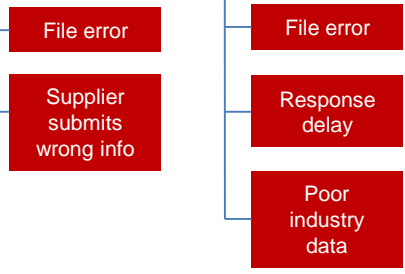 File error
Supplier
submits
wrong info
File error
Response
delay
Poor
industry
data